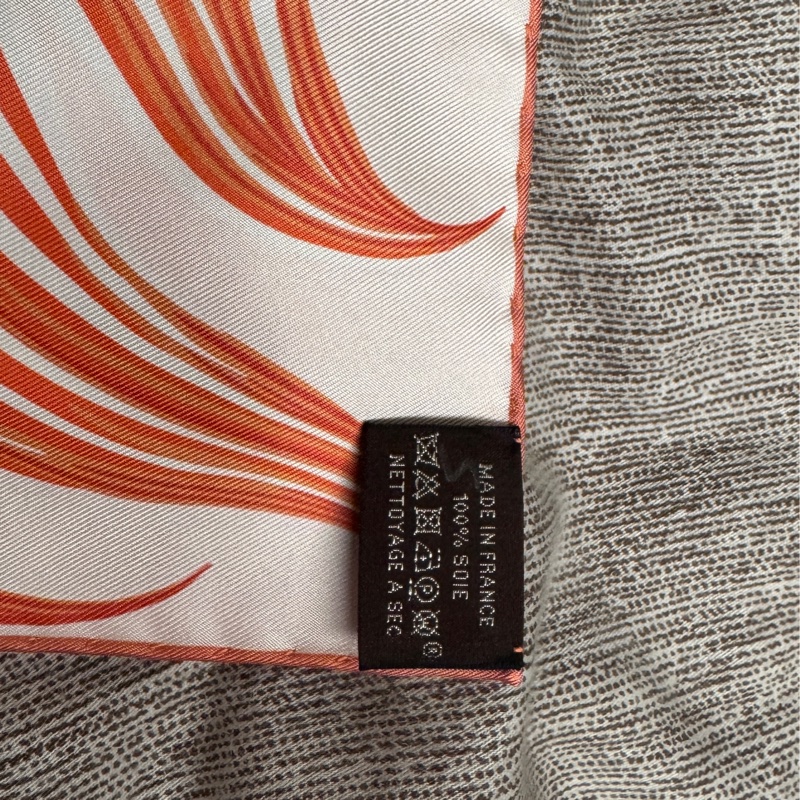 MADE IN FRANCE
100% SOIE
NETTOYAGE A SEC